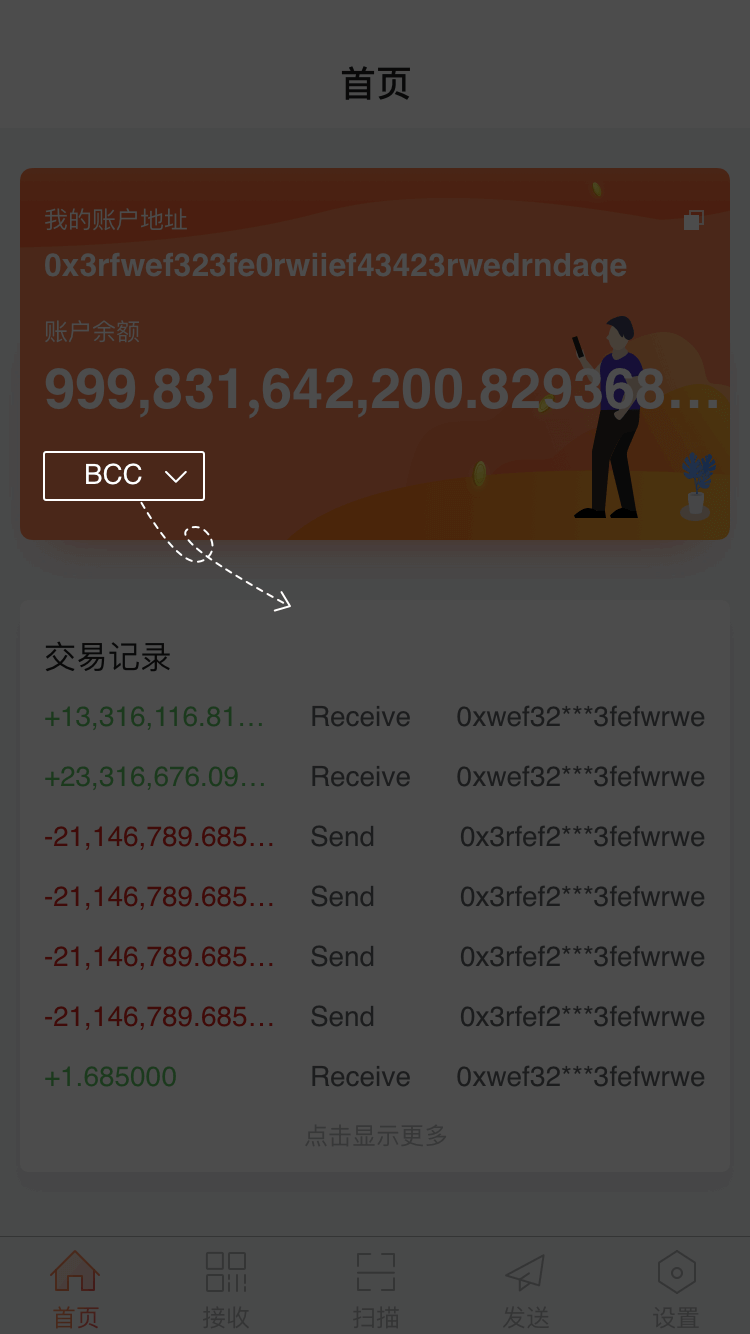 首页
我的账户地址
0x3rfwef323fe0rwiief43423rwedrndaqe
账户余额
999,831,642,200.829368...
BCC
交易记录
+13,316,116.81... Receive 0xwef32***3fefwrwe
+23,316,676.09... Receive 0xwef32***3fefwrwe
-21,146,789.685... Send 0x3rfef2***3fefwrwe
-21,146,789.685... Send 0x3rfef2***3fefwrwe
-21,146,789.685... Send 0x3rfef2***3fefwrwe
-21,146,789.685... Send 0x3rfef2***3fefwrwe
+1.685000 Receive 0xwef32***3fefwrwe
点击显示更多
首页 接收 扫描 发送 设置